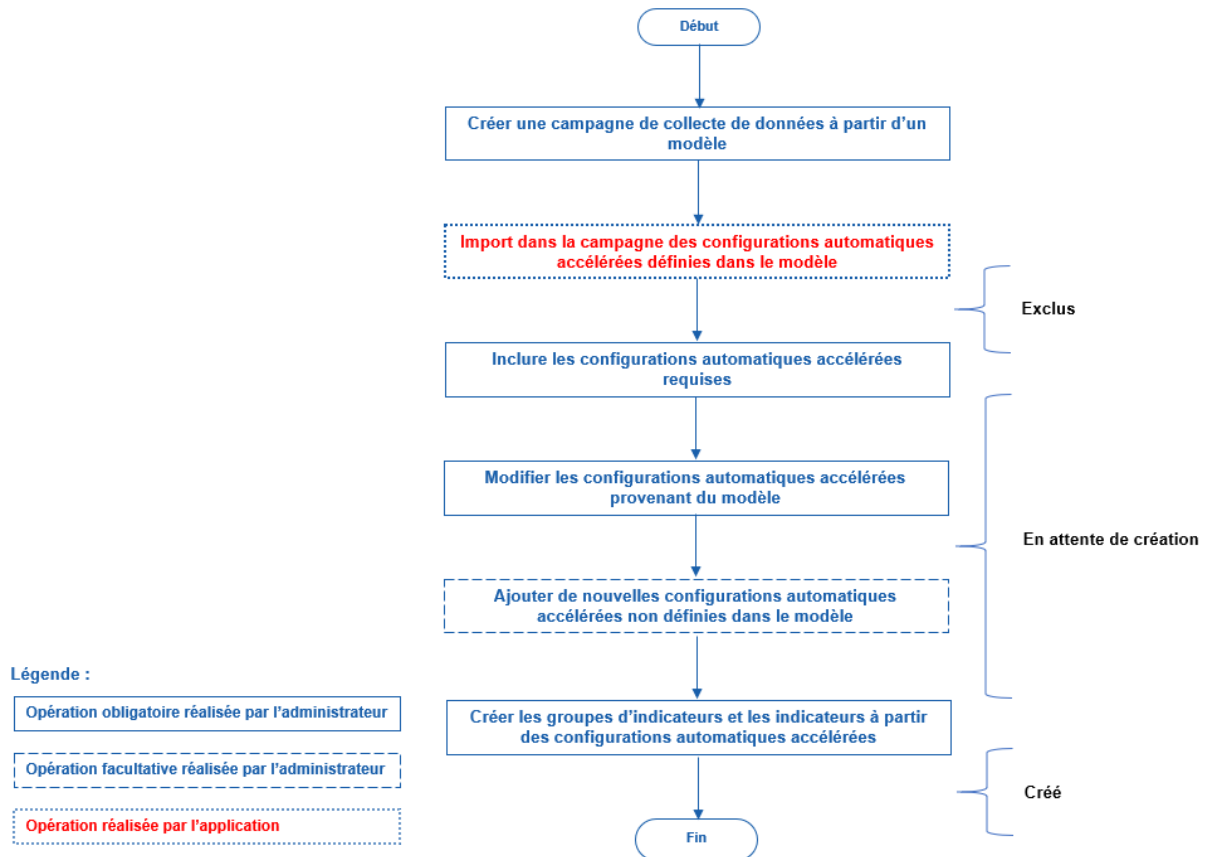 Début
Créer une campagne de collecte de données à partir d’un
modèle
Import dans la campagne des configurations automatiques
accélérées définies dans le modèle
Exclus
Inclure les configurations automatiques accélérées
requises
Modifier les configurations automatiques accélérées
provenant du modèle
En attente de création
Ajouter de nouvelles configurations automatiques
accélérées non définies dans le modèle
Créer les groupes d’indicateurs et les indicateurs à partir
des configurations automatiques accélérées
Créé
Fin
Légende :
Opération obligatoire réalisée par l’administrateur
Opération facultative réalisée par l’administrateur
Opération réalisée par l’application